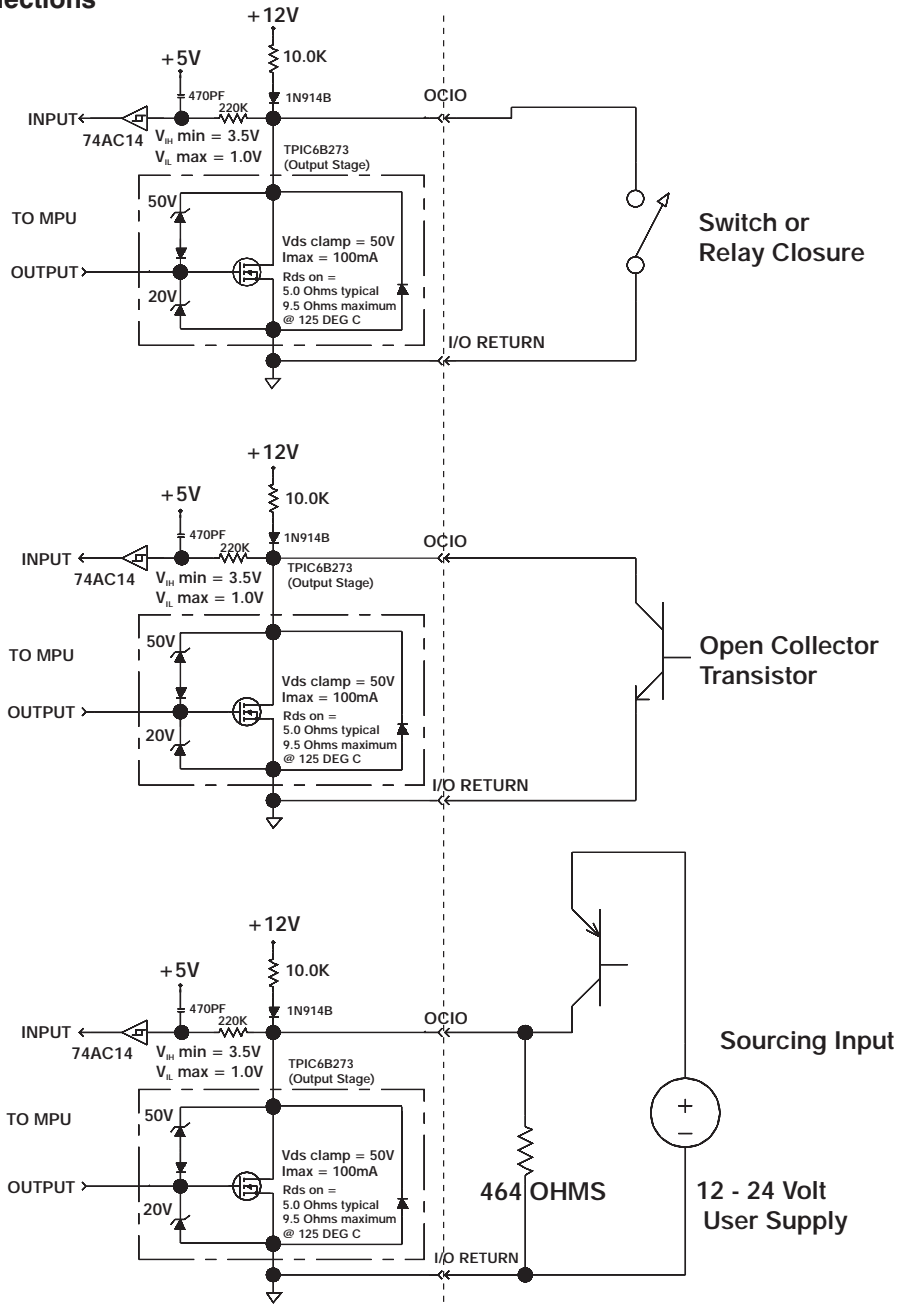 +12V
10.0K
+5V
470PF
1N914B
220K
OCIO
INPUT
74AC14
VIH min = 3.5V
VIL max = 1.0V
TPIC6B273
(Output Stage)
50V
TO MPU
Vds clamp = 50V
Imax = 100mA
OUTPUT
Rds on =
5.0 Ohms typical
9.5 Ohms maximum
@ 125 DEG C
20V
I/O RETURN
Switch or
Relay Closure
+12V
10.0K
+5V
470PF
1N914B
220K
OCIO
INPUT
74AC14
VIH min = 3.5V
VIL max = 1.0V
TPIC6B273
(Output Stage)
50V
TO MPU
Vds clamp = 50V
Imax = 100mA
OUTPUT
Rds on =
5.0 Ohms typical
9.5 Ohms maximum
@ 125 DEG C
20V
I/O RETURN
Open Collector
Transistor
+12V
10.0K
+5V
470PF
1N914B
220K
OCIO
INPUT
74AC14
VIH min = 3.5V
VIL max = 1.0V
TPIC6B273
(Output Stage)
50V
TO MPU
Vds clamp = 50V
Imax = 100mA
OUTPUT
Rds on =
5.0 Ohms typical
9.5 Ohms maximum
@ 125 DEG C
20V
I/O RETURN
Sourcing Input
+
−
464 OHMS
12 - 24 Volt
User Supply